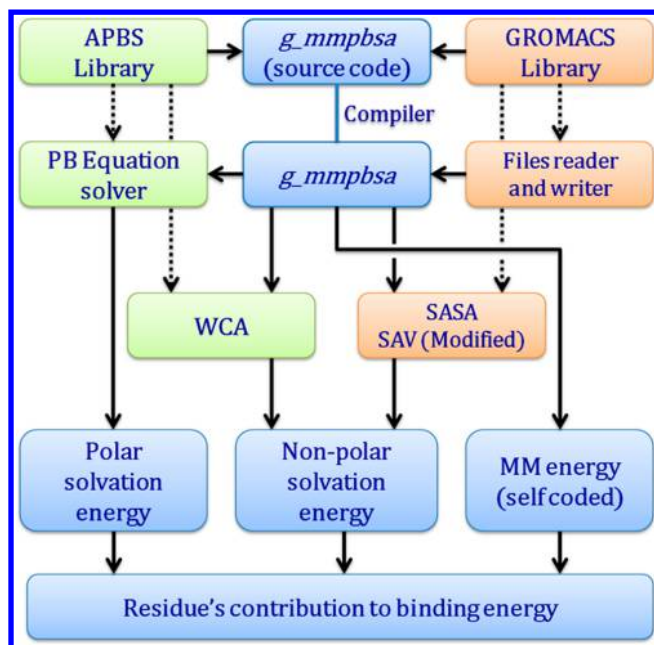 APBS
Library
g_mmpbsa
(source code)
GROMACS
Library
Compiler
PB Equation
solver
g_mmpbsa
Files reader
and writer
WCA
SASA
SAV (Modified)
Polar
solvation
energy
Non-polar
solvation
energy
MM energy
(self coded)
Residue's contribution to binding energy